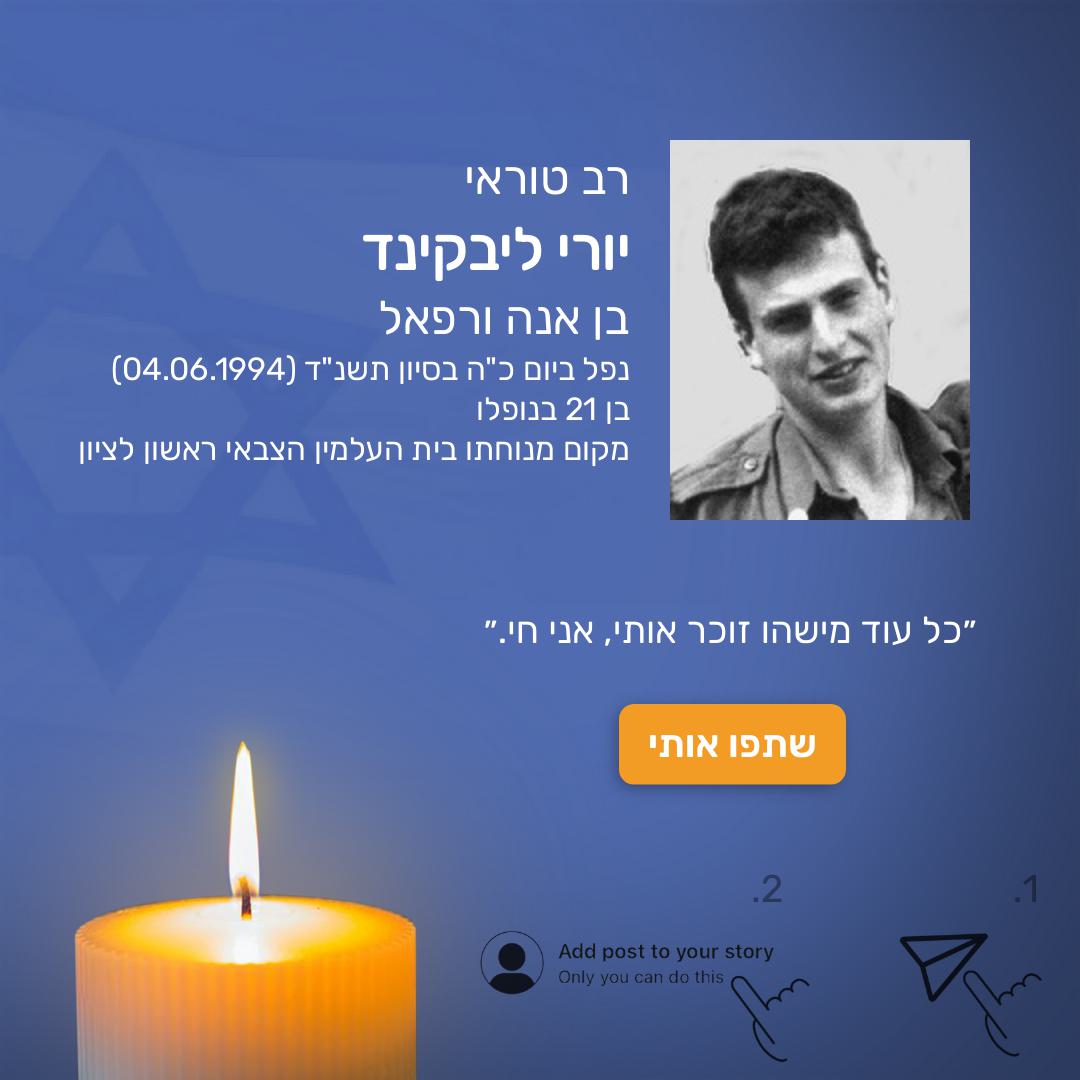 רב טוראי
יורי ליבקינד
בן אנה ורפאל
נפל ביום כ"ה בסיון תשנ"ד (04.06.1994)
בן 21 בנופלו
מקום מנוחתו בית העלמין הצבאי ראשון לציון
״כל עוד מישהו זוכר אותי, אני חי.״
שתפו אותי
.1
.2
Add post to your story
Only you can do this